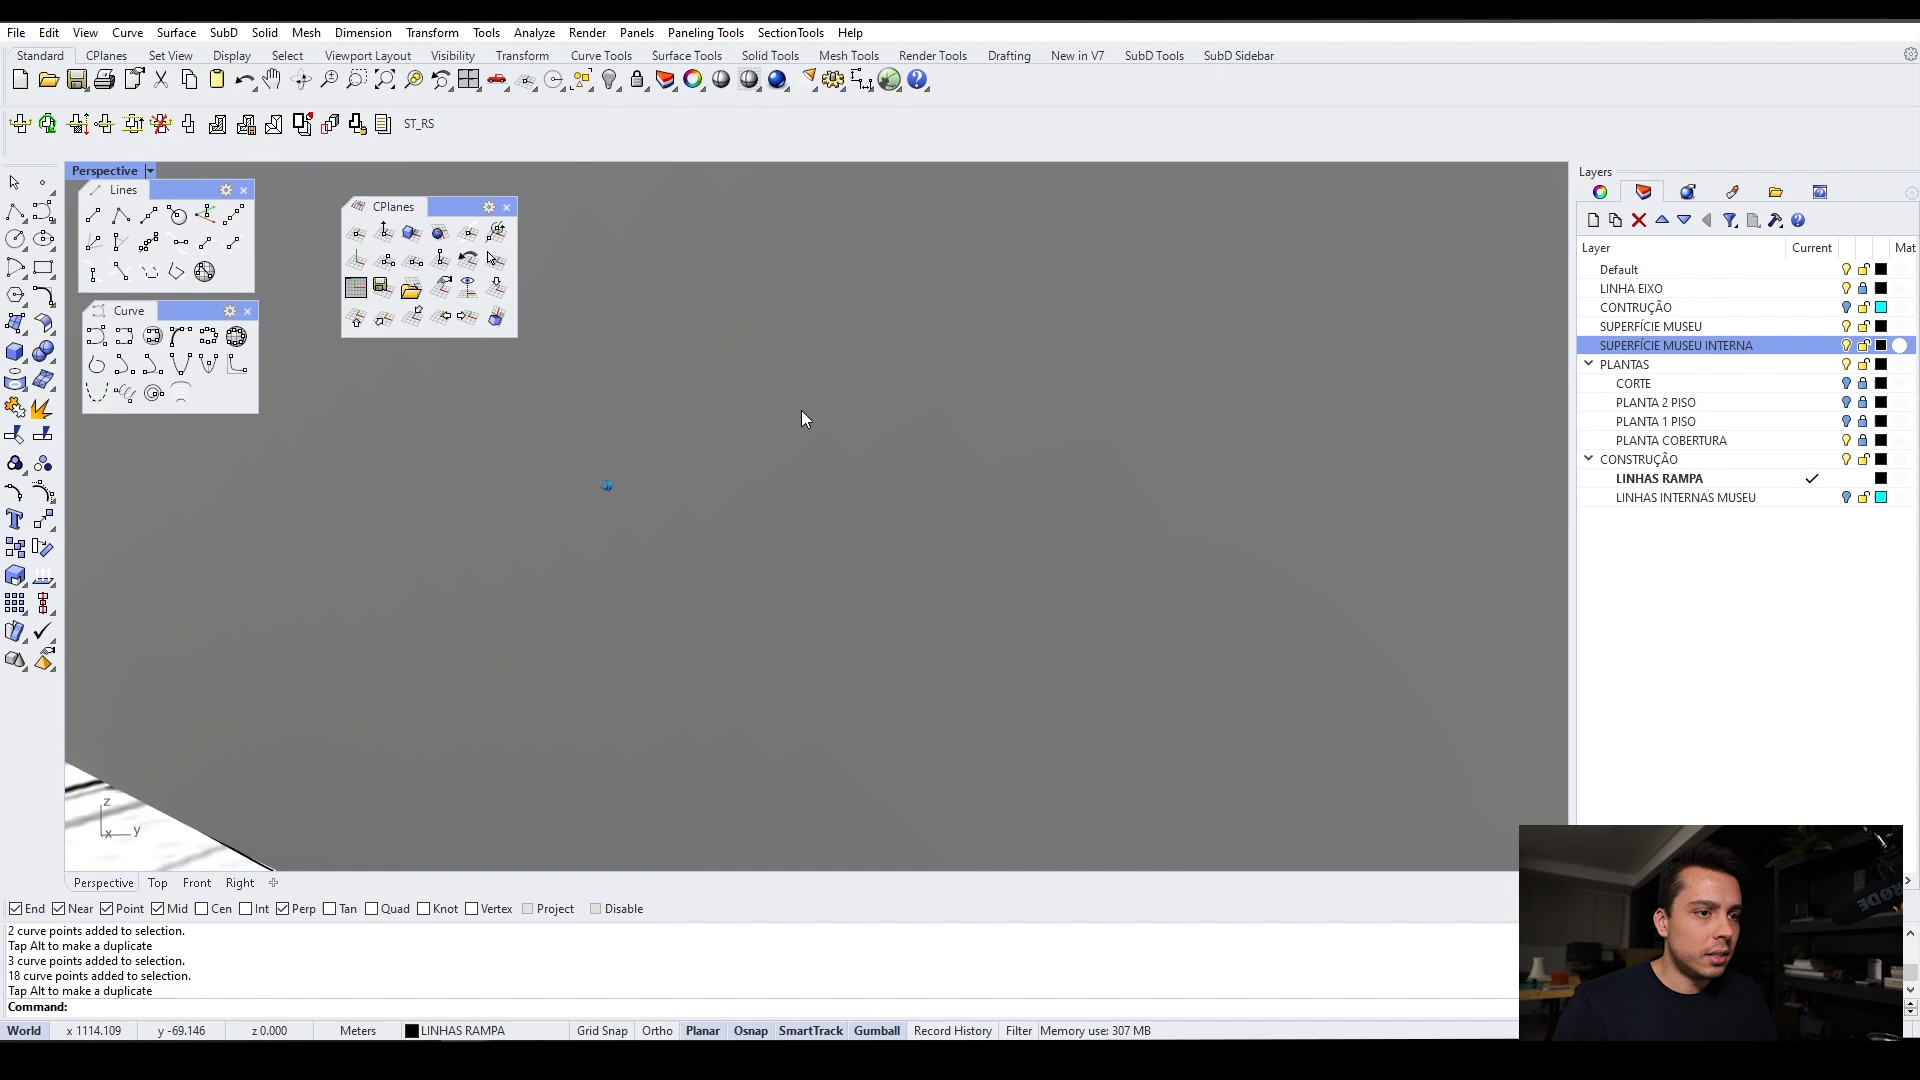 File Edit View Curve Surface SubD Solid Mesh Dimension Transform Tools Analyze Render Panels Paneling Tools SectionTools Help
Standard CPlanes Set View Display Select Viewport Layout Visibility Transform Curve Tools Surface Tools Solid Tools Mesh Tools Render Tools Drafting New in V7 SubD Tools SubD Sidebar
ST_RS
Perspective
Lines
CPlanes
Curve
z
x y
Layers
Layer Current Mat
Default
LINHA EIXO
CONTRUÇÃO
SUPERFÍCIE MUSEU
SUPERFÍCIE MUSEU INTERNA
PLANTAS
CORTE
PLANTA 2 PISO
PLANTA 1 PISO
PLANTA COBERTURA
CONSTRUÇÃO
LINHAS RAMPA
LINHAS INTERNAS MUSEU
Perspective Top Front Right
End Near Point Mid Cen Int Perp Tan Quad Knot Vertex Project Disable
2 curve points added to selection.
Tap Alt to make a duplicate
3 curve points added to selection.
18 curve points added to selection.
Tap Alt to make a duplicate
Command:
World x 1114.109 y -69.146 z 0.000 Meters LINHAS RAMPA Grid Snap Ortho Planar Osnap SmartTrack Gumball Record History Filter Memory use: 307 MB
RØDE